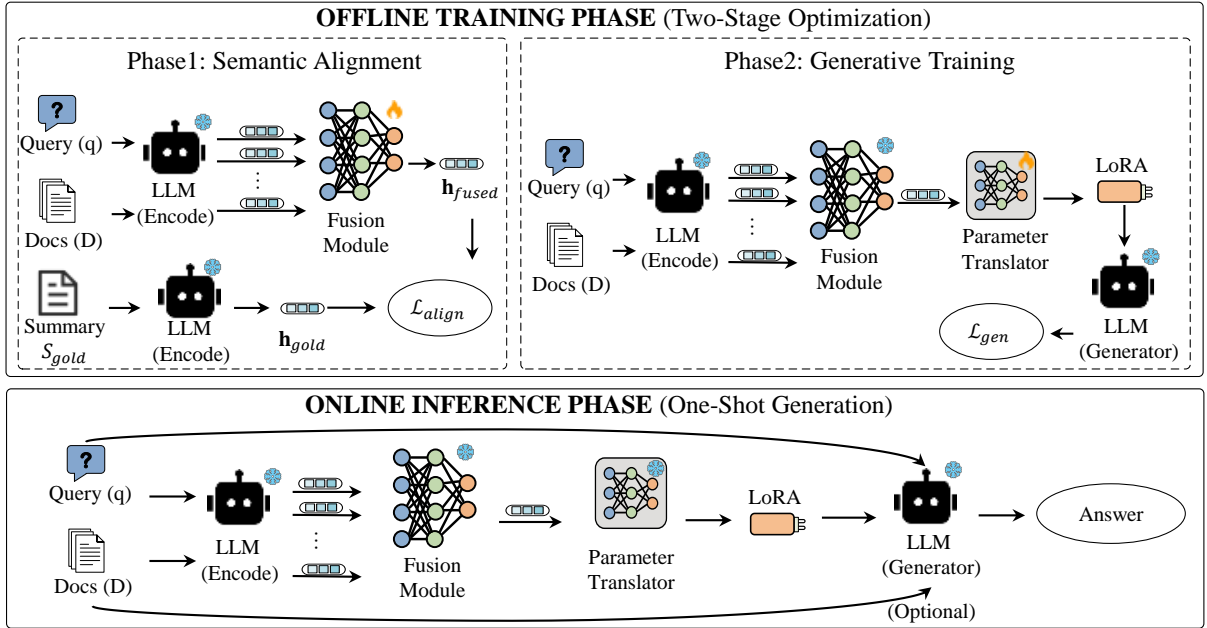 OFFLINE TRAINING PHASE (Two-Stage Optimization)
Phase1: Semantic Alignment
?
Query (q)
LLM
(Encode)
Docs (D)
⋮
Fusion
Module
h_fused
Summary
S_gold
LLM
(Encode)
h_gold
ℒ_align
Phase2: Generative Training
?
Query (q)
Docs (D)
LLM
(Encode)
⋮
Fusion
Module
Parameter
Translator
LoRA
LLM
(Generator)
ℒ_gen
ONLINE INFERENCE PHASE (One-Shot Generation)
?
Query (q)
Docs (D)
LLM
(Encode)
⋮
Fusion
Module
Parameter
Translator
LoRA
LLM
(Generator)
(Optional)
Answer